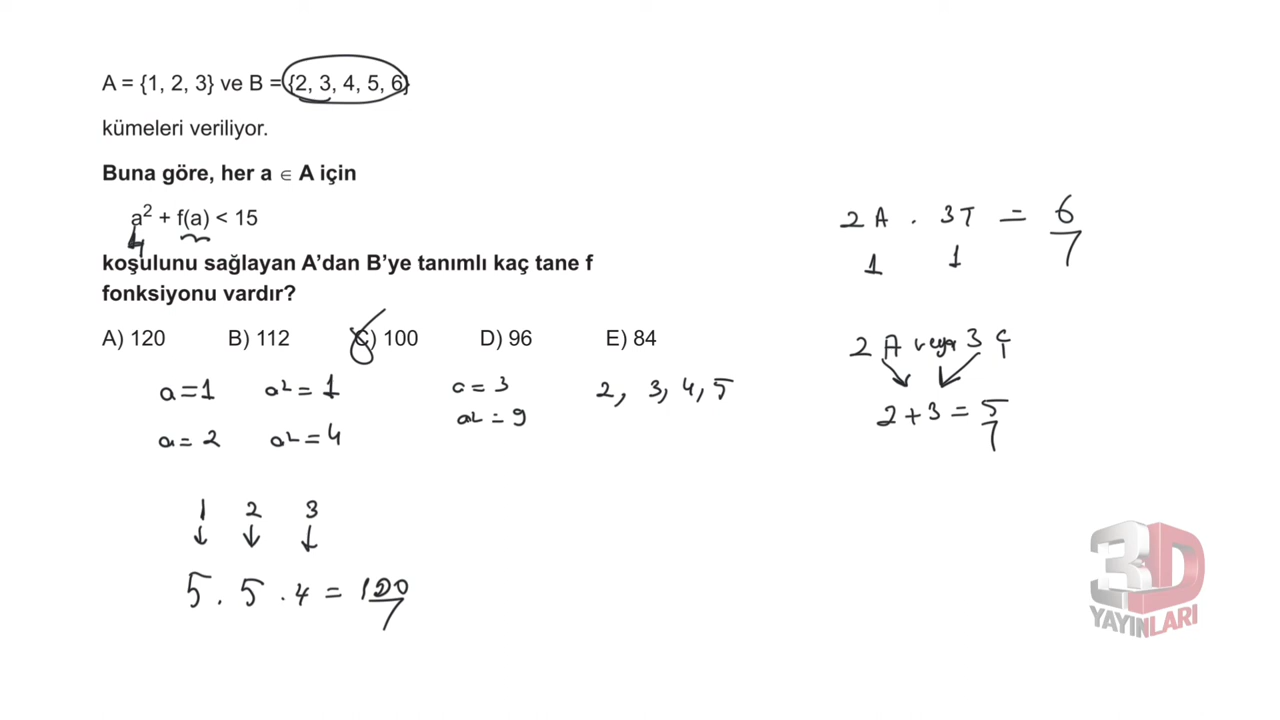 A = {1, 2, 3} ve B = {2, 3, 4, 5, 6}
kümeleri veriliyor.
Buna göre, her a ∈ A için
a² + f(a) < 15
4
koşulunu sağlayan A’dan B’ye tanımlı kaç tane f
fonksiyonu vardır?
A) 120 B) 112 C) 100 D) 96 E) 84
a = 1 a² = 1
a = 2 a² = 4
a = 3 2, 3, 4, 5
a² = 9
1 2 3
5 . 5 . 4 = 100
2A . 3T = 6
1 1
2 A veya 3
2 + 3 = 5
3D
YAYINLARI